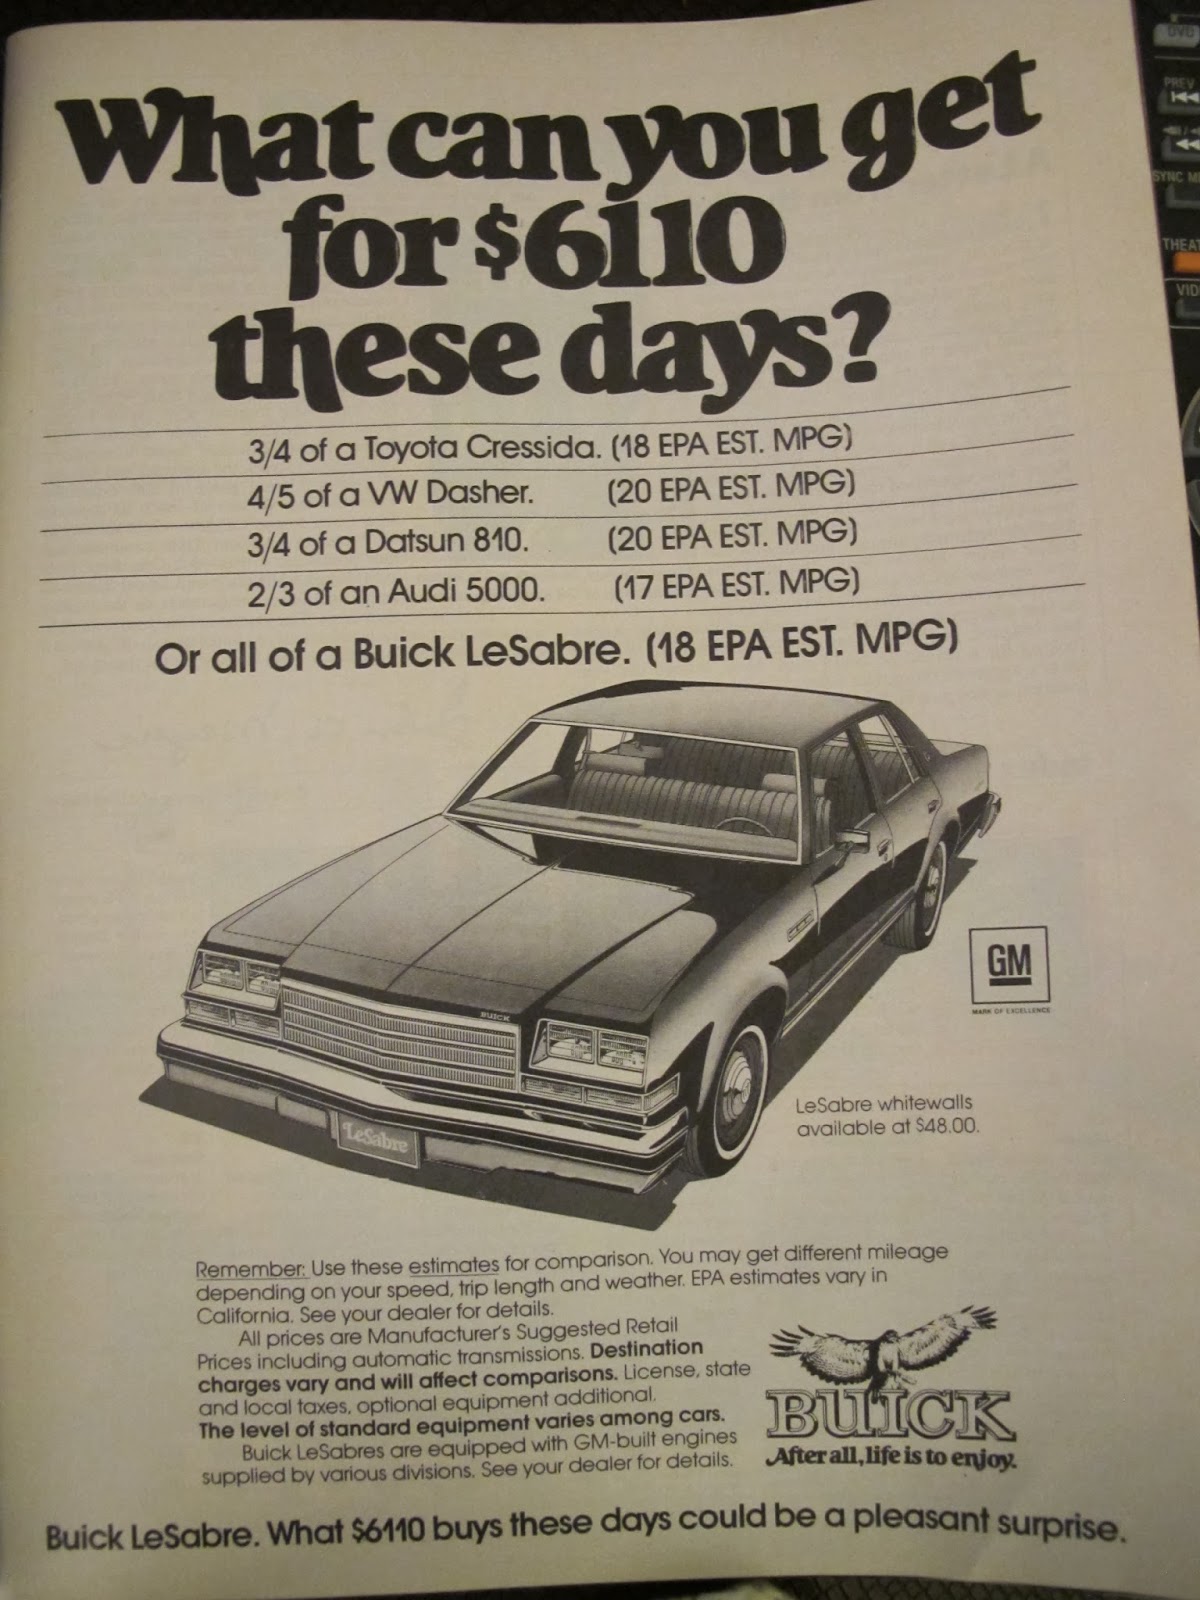 What can you get
for $6110
these days?
3/4 of a Toyota Cressida. (18 EPA EST. MPG)
4/5 of a VW Dasher. (20 EPA EST. MPG)
3/4 of a Datsun 810. (20 EPA EST. MPG)
2/3 of an Audi 5000. (17 EPA EST. MPG)
Or all of a Buick LeSabre. (18 EPA EST. MPG)
BUICK
LeSabre
GM
MARK OF EXCELLENCE
LeSabre whitewalls
available at $48.00.
Remember: Use these estimates for comparison. You may get different mileage
depending on your speed, trip length and weather. EPA estimates vary in
California. See your dealer for details.
All prices are Manufacturer's Suggested Retail
Prices including automatic transmissions. Destination
charges vary and will affect comparisons. License, state
and local taxes, optional equipment additional.
The level of standard equipment varies among cars.
Buick LeSabres are equipped with GM-built engines
supplied by various divisions. See your dealer for details.
BUICK
After all, life is to enjoy.
Buick LeSabre. What $6110 buys these days could be a pleasant surprise.
DVD
PREV
SYNC